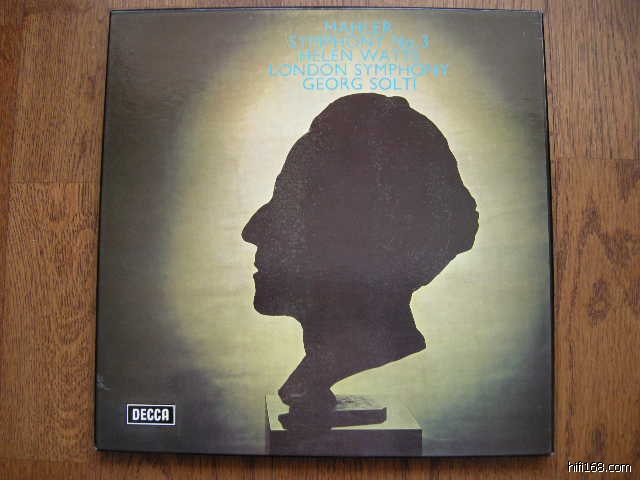 MAHLER
SYMPHONY No. 3
HELEN WATTS
LONDON SYMPHONY
GEORG SOLTI
DECCA
hifi168.com